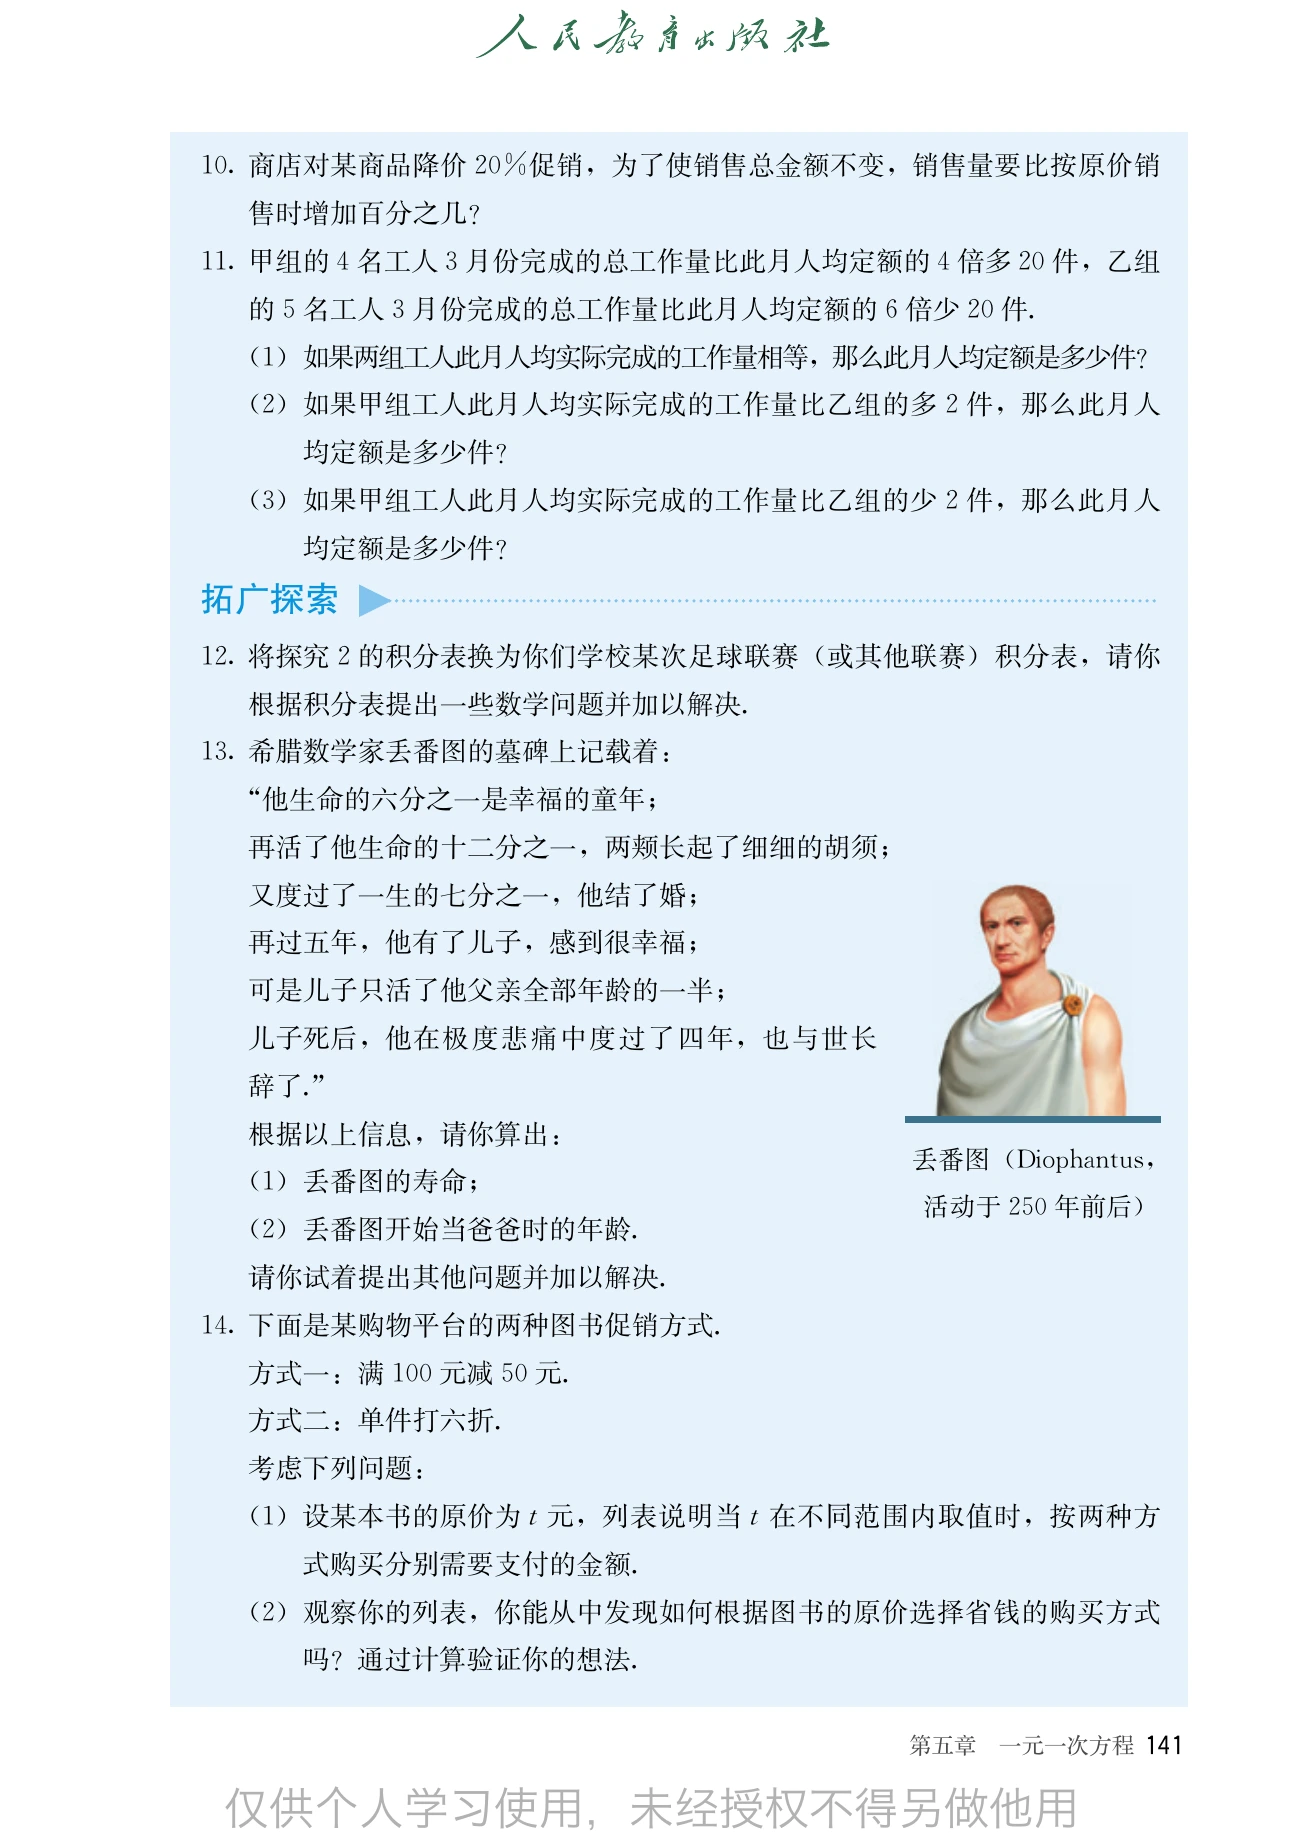 人民教育出版社
10. 商店对某商品降价 20%促销，为了使销售总金额不变，销售量要比按原价销
售时增加百分之几？
11. 甲组的 4 名工人 3 月份完成的总工作量比此月人均定额的 4 倍多 20 件，乙组
的 5 名工人 3 月份完成的总工作量比此月人均定额的 6 倍少 20 件.
（1）如果两组工人此月人均实际完成的工作量相等，那么此月人均定额是多少件？
（2）如果甲组工人此月人均实际完成的工作量比乙组的多 2 件，那么此月人
均定额是多少件？
（3）如果甲组工人此月人均实际完成的工作量比乙组的少 2 件，那么此月人
均定额是多少件？
拓广探索
12. 将探究 2 的积分表换为你们学校某次足球联赛（或其他联赛）积分表，请你
根据积分表提出一些数学问题并加以解决.
13. 希腊数学家丢番图的墓碑上记载着：
“他生命的六分之一是幸福的童年；
再活了他生命的十二分之一，两颊长起了细细的胡须；
又度过了一生的七分之一，他结了婚；
再过五年，他有了儿子，感到很幸福；
可是儿子只活了他父亲全部年龄的一半；
儿子死后，他在极度悲痛中度过了四年，也与世长
辞了.”
根据以上信息，请你算出：
（1）丢番图的寿命；
（2）丢番图开始当爸爸时的年龄.
请你试着提出其他问题并加以解决.
丢番图（Diophantus，
活动于 250 年前后）
14. 下面是某购物平台的两种图书促销方式.
方式一：满 100 元减 50 元.
方式二：单件打六折.
考虑下列问题：
（1）设某本书的原价为 t 元，列表说明当 t 在不同范围内取值时，按两种方
式购买分别需要支付的金额.
（2）观察你的列表，你能从中发现如何根据图书的原价选择省钱的购买方式
吗？通过计算验证你的想法.
第五章 一元一次方程 141
仅供个人学习使用，未经授权不得另做他用